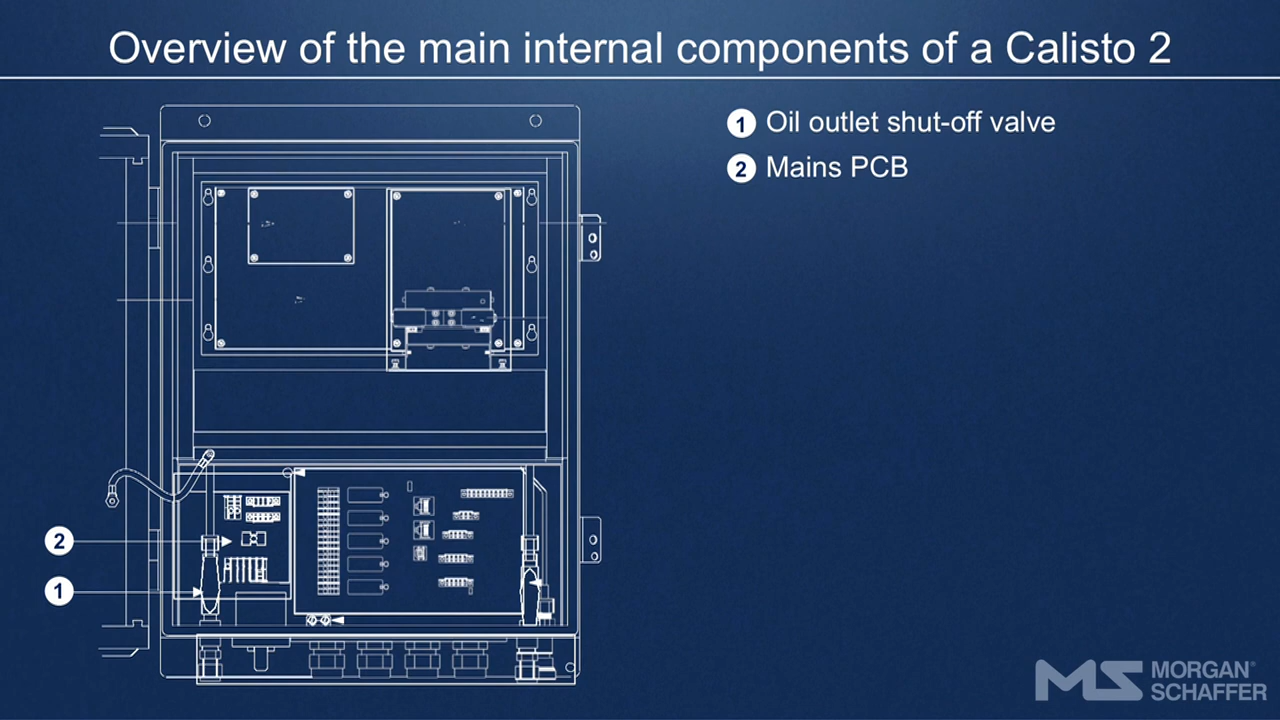 Overview of the main internal components of a Calisto 2
1 Oil outlet shut-off valve
2 Mains PCB
2
1
MS MORGAN
SCHAFFER